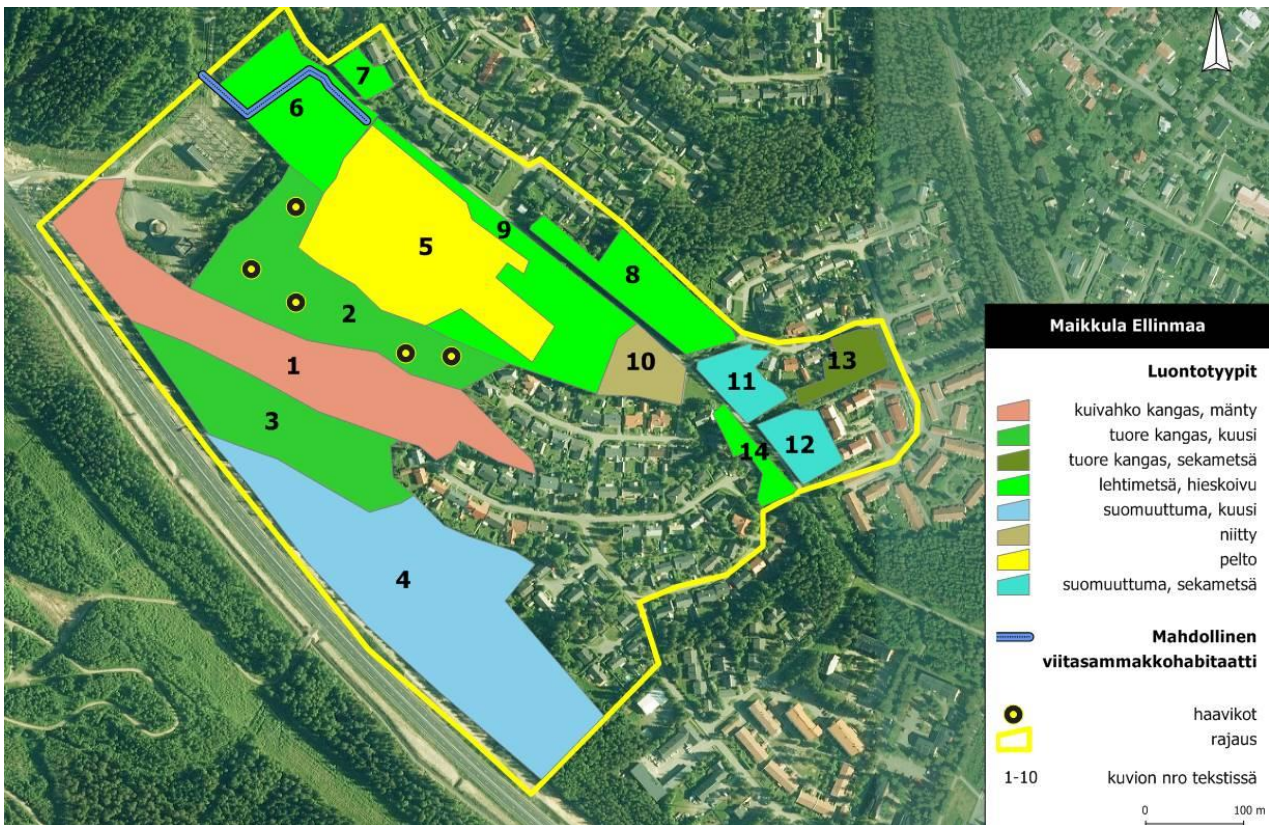 7
6
9
5
8
2
10
13
1
11
3
12
14
4
Maikkula Ellinmaa
Luontotyypit
kuivahko kangas, mänty
tuore kangas, kuusi
tuore kangas, sekametsä
lehtimetsä, hieskoivu
suomuuttuma, kuusi
niitty
pelto
suomuuttuma, sekametsä
Mahdollinen
viitasammakkohabitaatti
haavikot
rajaus
1-10 kuvion nro tekstissä
0 100 m